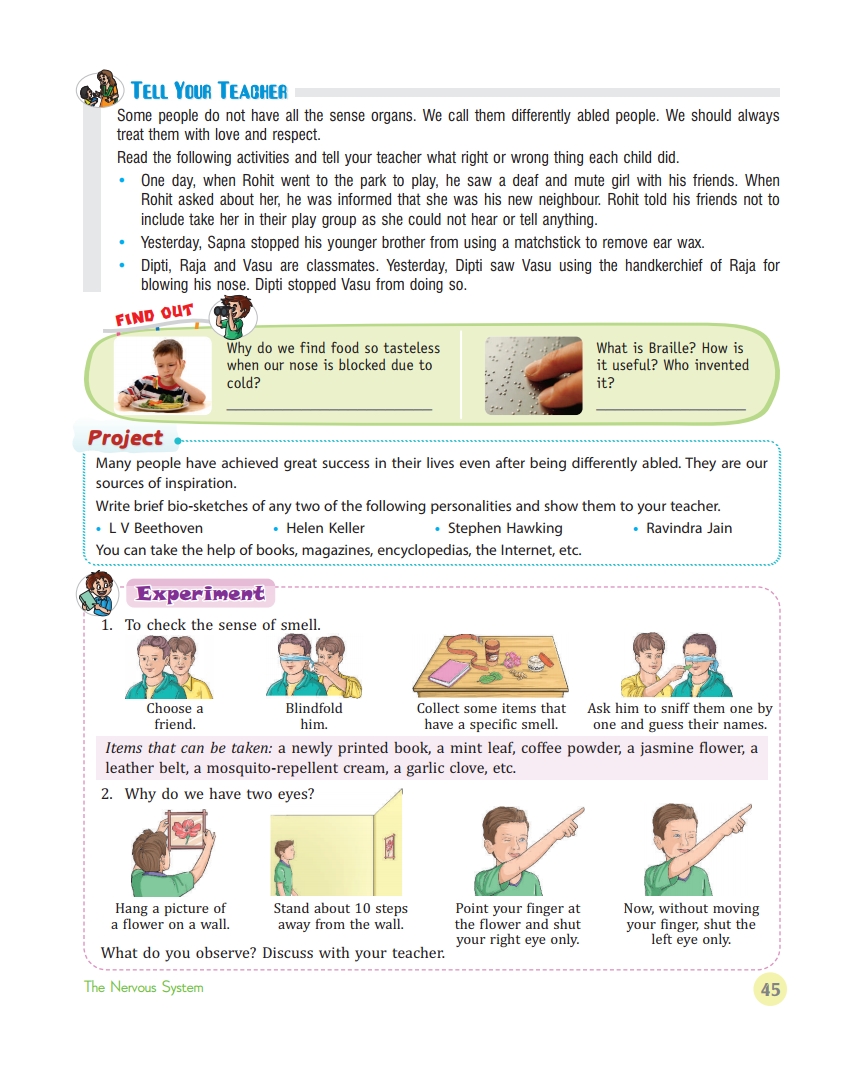 TELL YOUR TEACHER
Some people do not have all the sense organs. We call them differently abled people. We should always
treat them with love and respect.
Read the following activities and tell your teacher what right or wrong thing each child did.
• One day, when Rohit went to the park to play, he saw a deaf and mute girl with his friends. When
Rohit asked about her, he was informed that she was his new neighbour. Rohit told his friends not to
include take her in their play group as she could not hear or tell anything.
• Yesterday, Sapna stopped his younger brother from using a matchstick to remove ear wax.
• Dipti, Raja and Vasu are classmates. Yesterday, Dipti saw Vasu using the handkerchief of Raja for
blowing his nose. Dipti stopped Vasu from doing so.
FIND OUT
Why do we find food so tasteless
when our nose is blocked due to
cold?
What is Braille? How is
it useful? Who invented
it?
Project
Many people have achieved great success in their lives even after being differently abled. They are our
sources of inspiration.
Write brief bio-sketches of any two of the following personalities and show them to your teacher.
• L V Beethoven • Helen Keller • Stephen Hawking • Ravindra Jain
You can take the help of books, magazines, encyclopedias, the Internet, etc.
Experiment
1. To check the sense of smell.
Choose a
friend.
Blindfold
him.
Collect some items that
have a specific smell.
Ask him to sniff them one by
one and guess their names.
Items that can be taken: a newly printed book, a mint leaf, coffee powder, a jasmine flower, a
leather belt, a mosquito-repellent cream, a garlic clove, etc.
2. Why do we have two eyes?
Hang a picture of
a flower on a wall.
Stand about 10 steps
away from the wall.
Point your finger at
the flower and shut
your right eye only.
Now, without moving
your finger, shut the
left eye only.
What do you observe? Discuss with your teacher.
The Nervous System
45